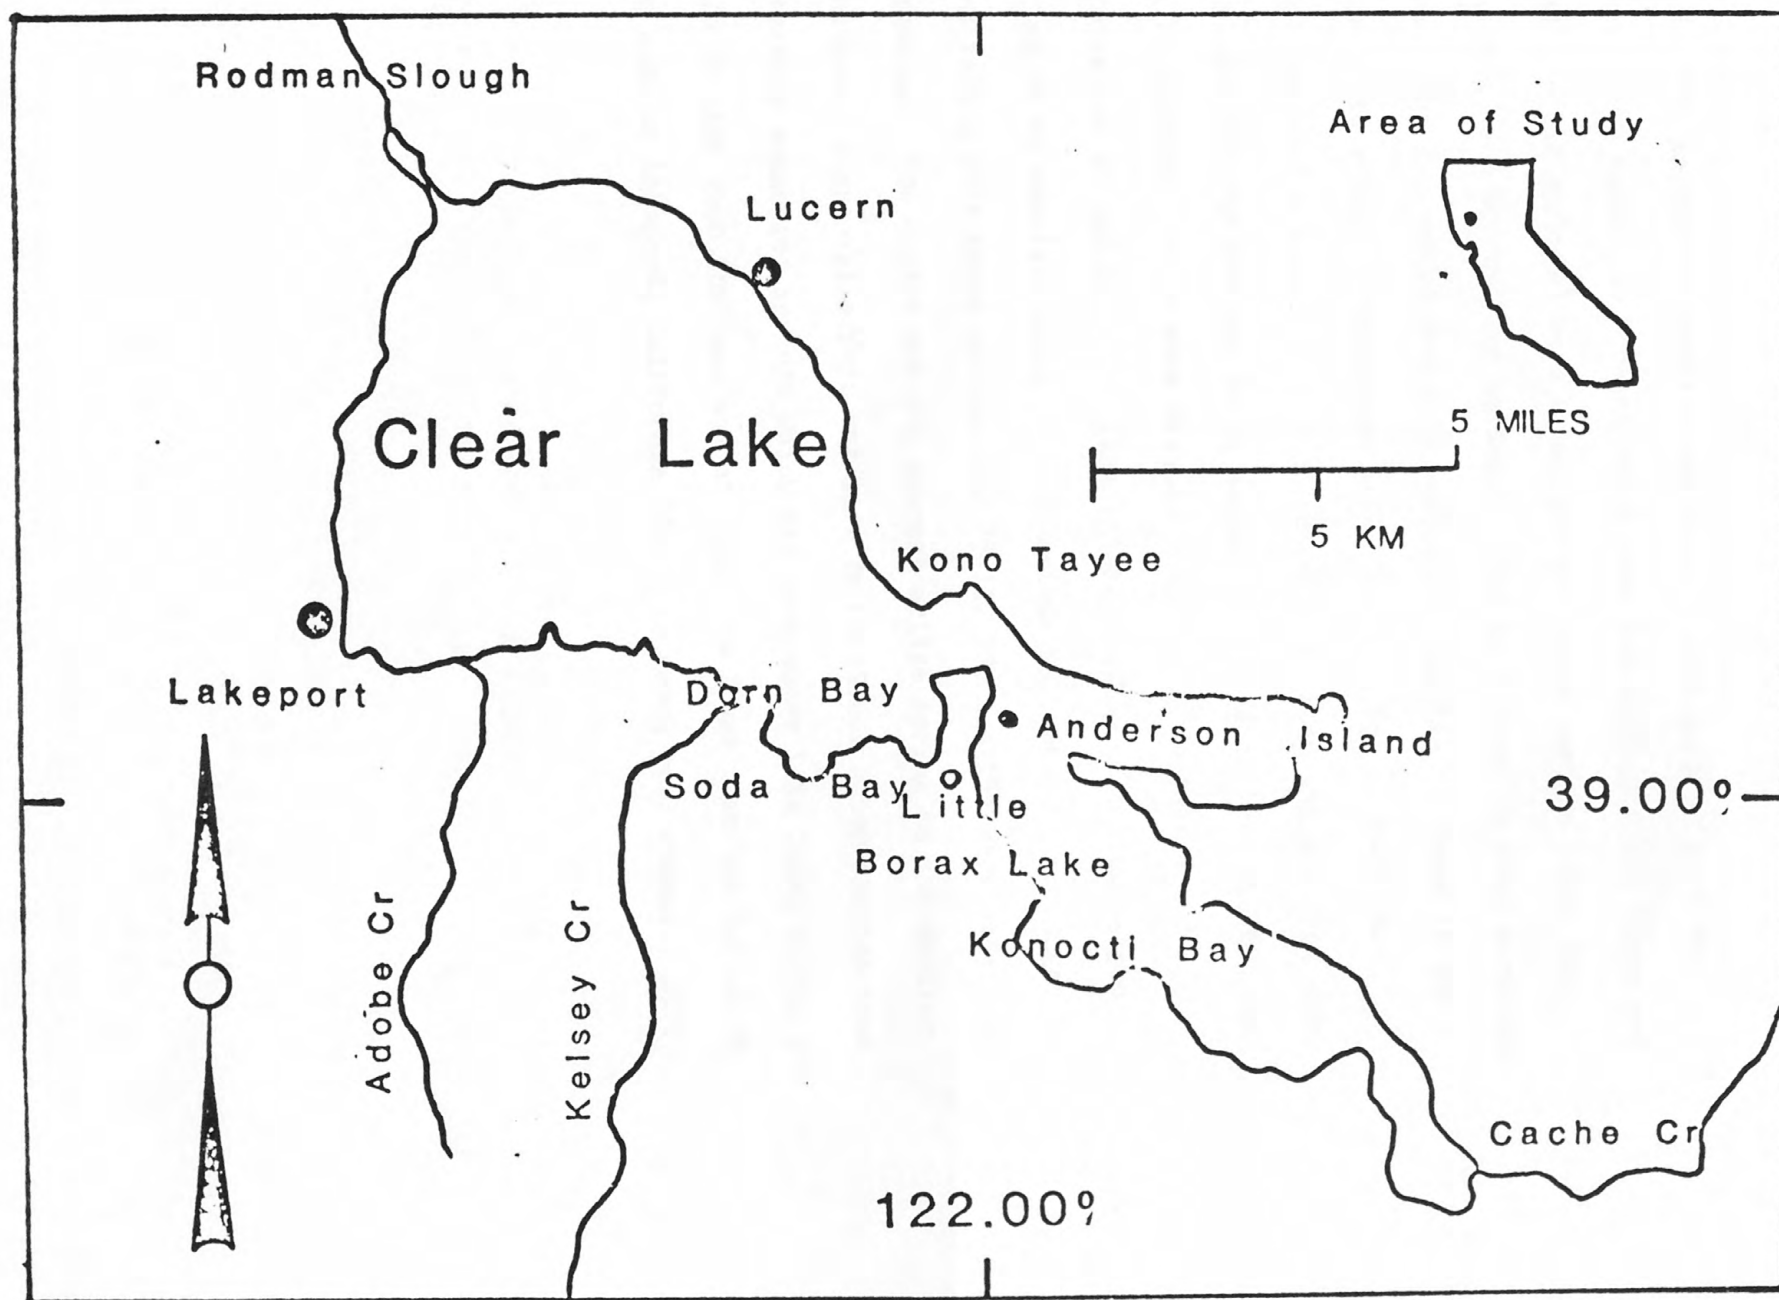 Rodman Slough
Area of Study
Lucern
Clear Lake
5 MILES
5 KM
Kono Tayee
Lakeport
Dorn Bay
Anderson Island
Soda Bay
39.00°
Little
Borax Lake
Konocti Bay
Adobe Cr
Kelsey Cr
Cache Cr
122.00°